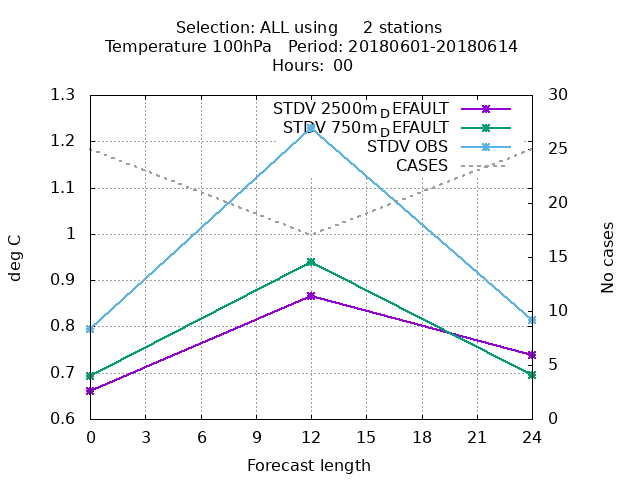 Selection: ALL using     2 stations
Temperature 100hPa   Period: 20180601-20180614
Hours:  00
1.3
1.2
1.1
1
0.9
0.8
0.7
0.6
deg C
STDV 2500m_DEFAULT
STDV 750m_DEFAULT
STDV OBS
CASES
30
25
20
15
10
5
0
No cases
0 3 6 9 12 15 18 21 24
Forecast length